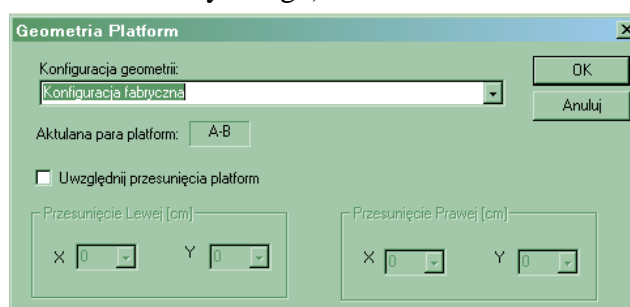 Geometria Platform
Konfiguracja geometrii:
Konfiguracja fabryczna
OK
Anuluj
Aktulana para platform: A-B
Uwzględnij przesunięcia platform
Przesunięcie Lewej [cm]
X 0 Y 0
Przesunięcie Prawej [cm]
X 0 Y 0